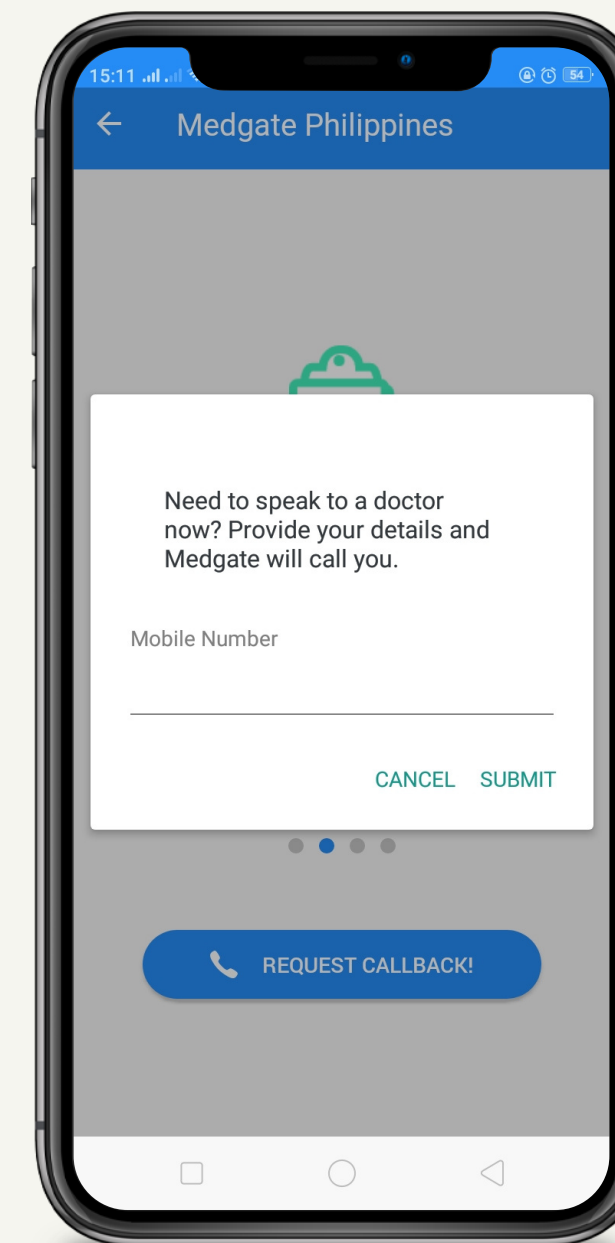 15:11
54
Medgate Philippines
Need to speak to a doctor
now? Provide your details and
Medgate will call you.
Mobile Number
CANCEL SUBMIT
REQUEST CALLBACK!